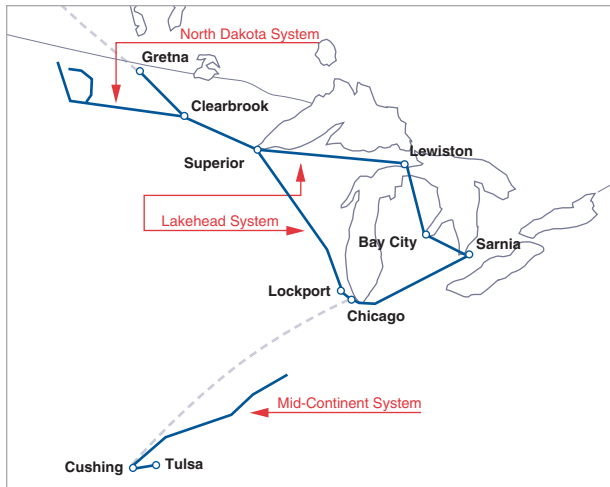 North Dakota System
Gretna
Clearbrook
Superior
Lewiston
Lakehead System
Bay City
Sarnia
Lockport
Chicago
Mid-Continent System
Cushing
Tulsa